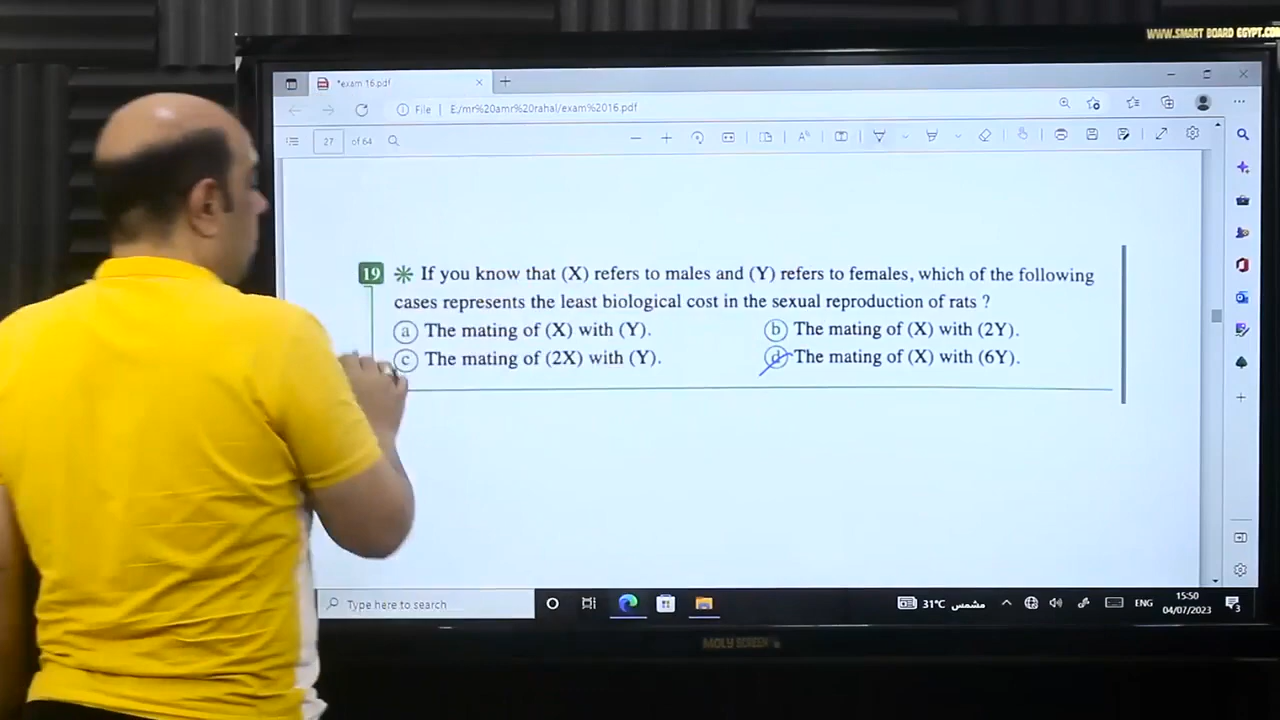 WWW.SMART BOARD EGYPT.COM
*exam 16.pdf
File | E:/mr%20amr%20rahal/exam%2016.pdf
27 of 64
19 If you know that (X) refers to males and (Y) refers to females, which of the following
cases represents the least biological cost in the sexual reproduction of rats ?
a The mating of (X) with (Y). b The mating of (X) with (2Y).
c The mating of (2X) with (Y). d The mating of (X) with (6Y).
Type here to search
31°C مشمس
ENG
15:50
04/07/2023
3
MOLY SCREEN